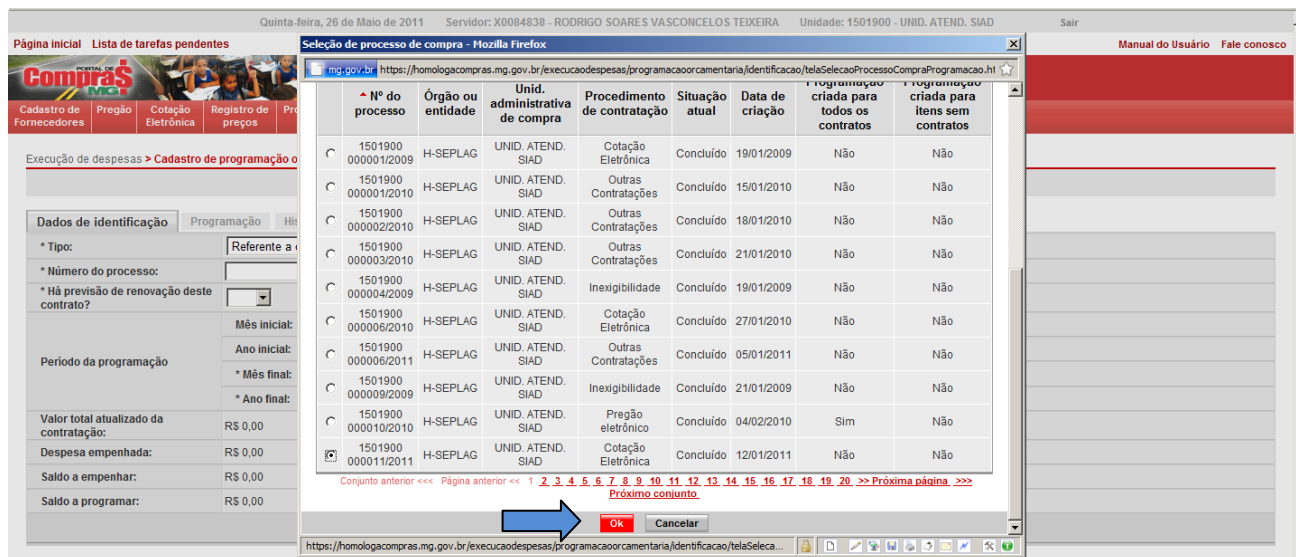 Quinta-feira, 26 de Maio de 2011 Servidor: X0084838 - RODRIGO SOARES VASCONCELOS TEIXEIRA Unidade: 1501900 - UNID. ATEND. SIAD Sair
Página inicial Lista de tarefas pendentes
Manual do Usuário Fale conosco
PORTAL DE
Compras
MG
Cadastro de Fornecedores
Pregão
Cotação Eletrônica
Registro de preços
Execução de despesas > Cadastro de programação o
Dados de identificação Programação His
* Tipo: Referente a
* Número do processo:
* Há previsão de renovação deste
contrato?
Período da programação
Mês inicial:
Ano inicial:
* Mês final:
* Ano final:
Valor total atualizado da
contratação: R$ 0,00
Despesa empenhada: R$ 0,00
Saldo a empenhar: R$ 0,00
Saldo a programar: R$ 0,00
Seleção de processo de compra - Mozilla Firefox
mg.gov.br https://homologacompras.mg.gov.br/execucaodespesas/programacaoorcamentaria/identificacao/telaSelecaoProcessoCompraProgramacao.ht
Nº do processo
Órgão ou entidade
Unid. administrativa de compra
Procedimento de contratação
Situação atual
Data de criação
Programação criada para todos os contratos
Programação criada para itens sem contratos
1501900 000001/2009 H-SEPLAG UNID. ATEND. SIAD Cotação Eletrônica Concluído 19/01/2009 Não Não
1501900 000001/2010 H-SEPLAG UNID. ATEND. SIAD Outras Contratações Concluído 15/01/2010 Não Não
1501900 000002/2010 H-SEPLAG UNID. ATEND. SIAD Outras Contratações Concluído 18/01/2010 Não Não
1501900 000003/2010 H-SEPLAG UNID. ATEND. SIAD Outras Contratações Concluído 21/01/2010 Não Não
1501900 000004/2009 H-SEPLAG UNID. ATEND. SIAD Inexigibilidade Concluído 19/01/2009 Não Não
1501900 000006/2010 H-SEPLAG UNID. ATEND. SIAD Cotação Eletrônica Concluído 27/01/2010 Não Não
1501900 000006/2011 H-SEPLAG UNID. ATEND. SIAD Outras Contratações Concluído 05/01/2011 Não Não
1501900 000009/2009 H-SEPLAG UNID. ATEND. SIAD Inexigibilidade Concluído 21/01/2009 Não Não
1501900 000010/2010 H-SEPLAG UNID. ATEND. SIAD Pregão eletrônico Concluído 04/02/2010 Sim Não
1501900 000011/2011 H-SEPLAG UNID. ATEND. SIAD Cotação Eletrônica Concluído 12/01/2011 Não Não
Conjunto anterior <<< Página anterior << 1 2 3 4 5 6 7 8 9 10 11 12 13 14 15 16 17 18 19 20 >> Próxima página >>>
Próximo conjunto
Ok Cancelar
https://homologacompras.mg.gov.br/execucaodespesas/programacaoorcamentaria/identificacao/telaSeleca...